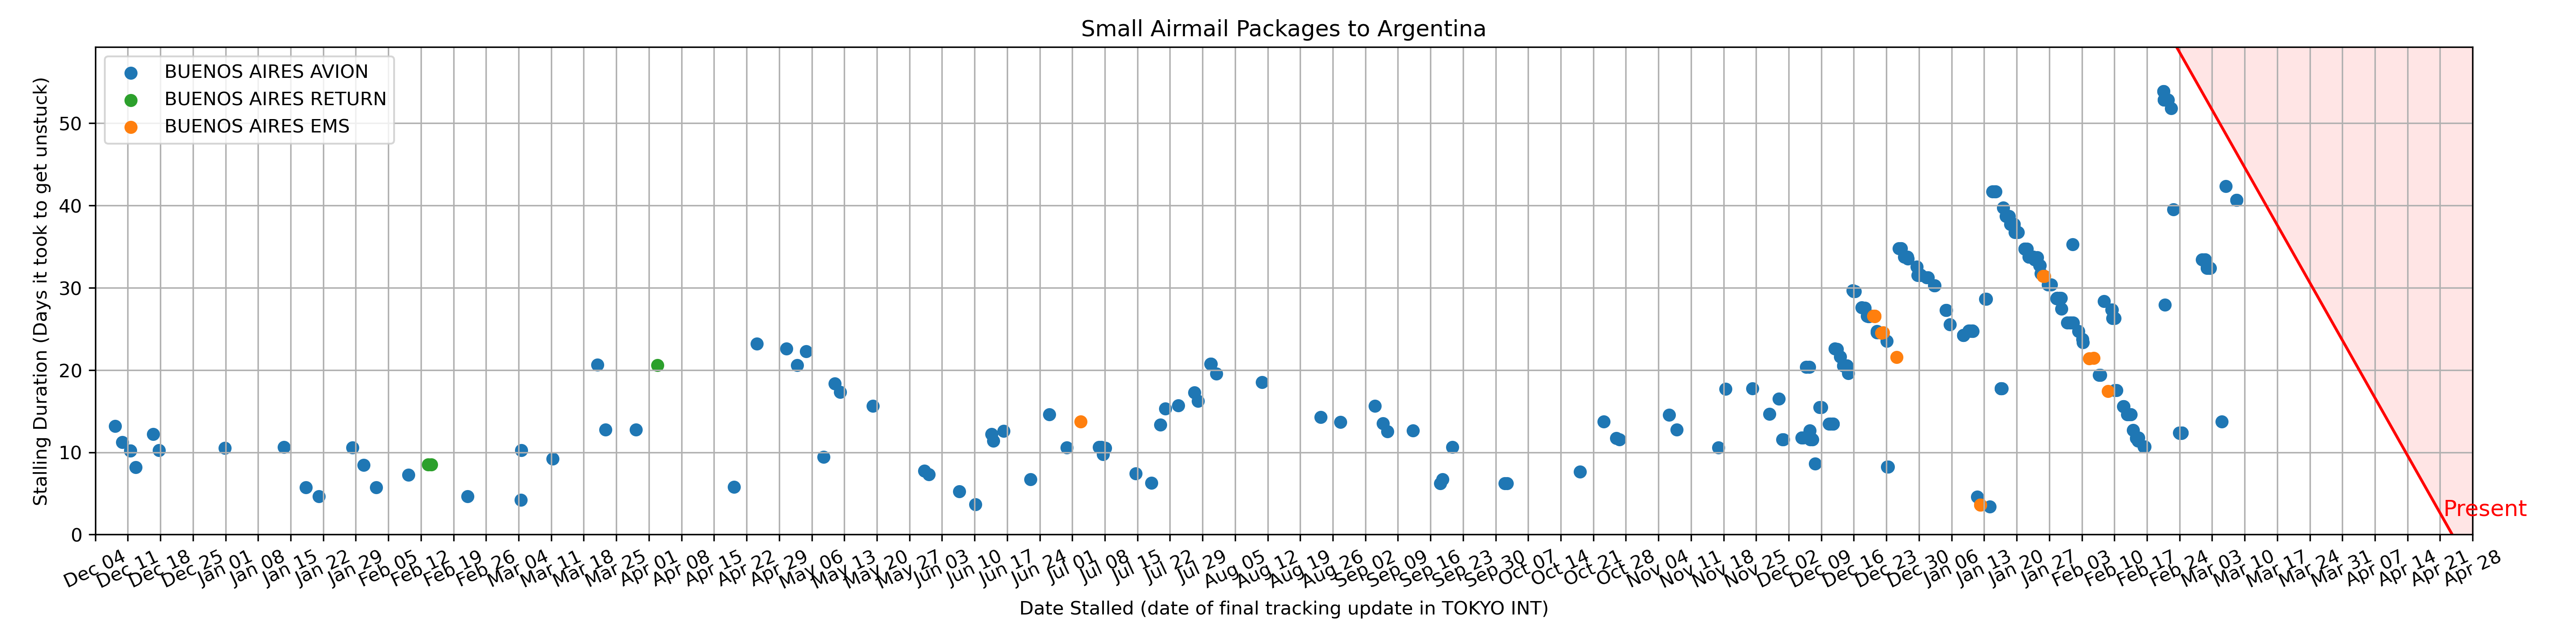 Small Airmail Packages to Argentina
BUENOS AIRES AVION
BUENOS AIRES RETURN
BUENOS AIRES EMS
Stalling Duration (Days it took to get unstuck)
50
40
30
20
10
0
Present
Dec 04
Dec 11
Dec 18
Dec 25
Jan 01
Jan 08
Jan 15
Jan 22
Jan 29
Feb 05
Feb 12
Feb 19
Feb 26
Mar 04
Mar 11
Mar 18
Mar 25
Apr 01
Apr 08
Apr 15
Apr 22
Apr 29
May 06
May 13
May 20
May 27
Jun 03
Jun 10
Jun 17
Jun 24
Jul 01
Jul 08
Jul 15
Jul 22
Jul 29
Aug 05
Aug 12
Aug 19
Aug 26
Sep 02
Sep 09
Sep 16
Sep 23
Sep 30
Oct 07
Oct 14
Oct 21
Oct 28
Nov 04
Nov 11
Nov 18
Nov 25
Dec 02
Dec 09
Dec 16
Dec 23
Dec 30
Jan 06
Jan 13
Jan 20
Jan 27
Feb 03
Feb 10
Feb 17
Feb 24
Mar 03
Mar 10
Mar 17
Mar 24
Mar 31
Apr 07
Apr 14
Apr 21
Apr 28
Date Stalled (date of final tracking update in TOKYO INT)